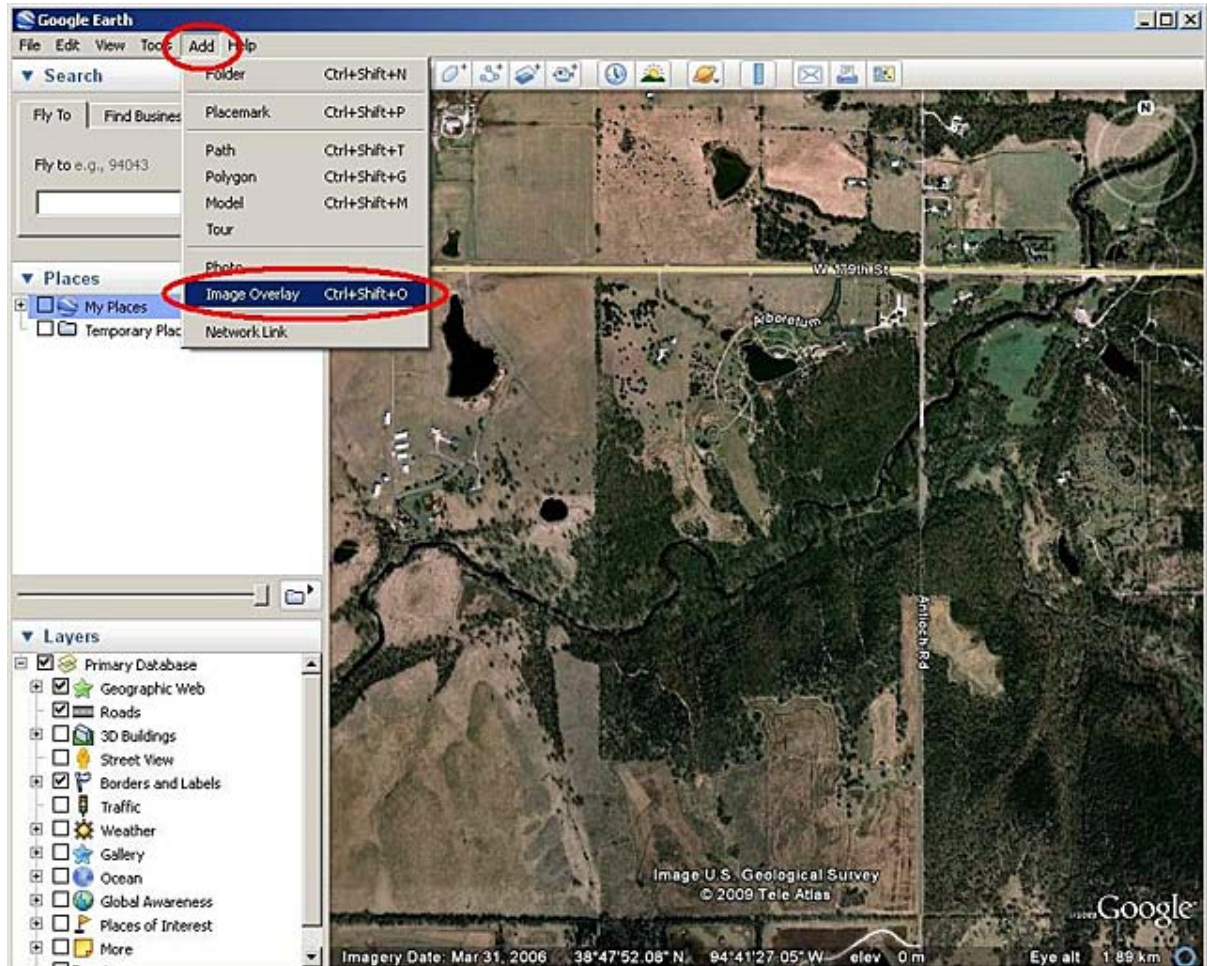 Google Earth
File Edit View Tools Add Help
Search
Fly To
Find Busines
Fly to e.g., 94043
Folder Ctrl+Shift+N
Placemark Ctrl+Shift+P
Path Ctrl+Shift+T
Polygon Ctrl+Shift+G
Model Ctrl+Shift+M
Tour
Photo
Image Overlay Ctrl+Shift+O
Network Link
Places
My Places
Temporary Plac
Layers
Primary Database
Geographic Web
Roads
3D Buildings
Street View
Borders and Labels
Traffic
Weather
Gallery
Ocean
Global Awareness
Places of Interest
More
N
W 179th St
Arboretum
Antioch Rd
Image U.S. Geological Survey
© 2009 Tele Atlas
Google
Imagery Date: Mar 31, 2006 38°47'52.08" N 94°41'27.05" W elev 0 m Eye alt 1.89 km